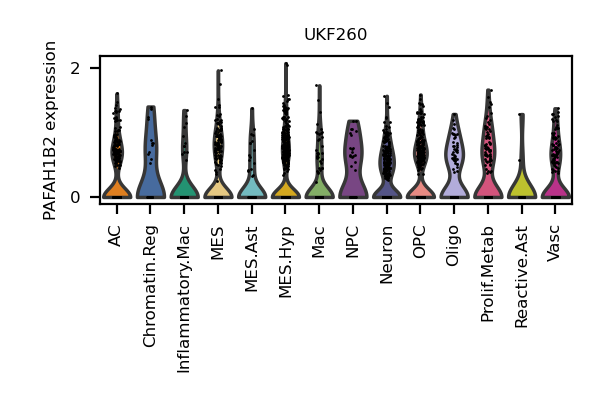 UKF260
PAFAH1B2 expression
2
0
AC
Chromatin.Reg
Inflammatory.Mac
MES
MES.Ast
MES.Hyp
Mac
NPC
Neuron
OPC
Oligo
Prolif.Metab
Reactive.Ast
Vasc